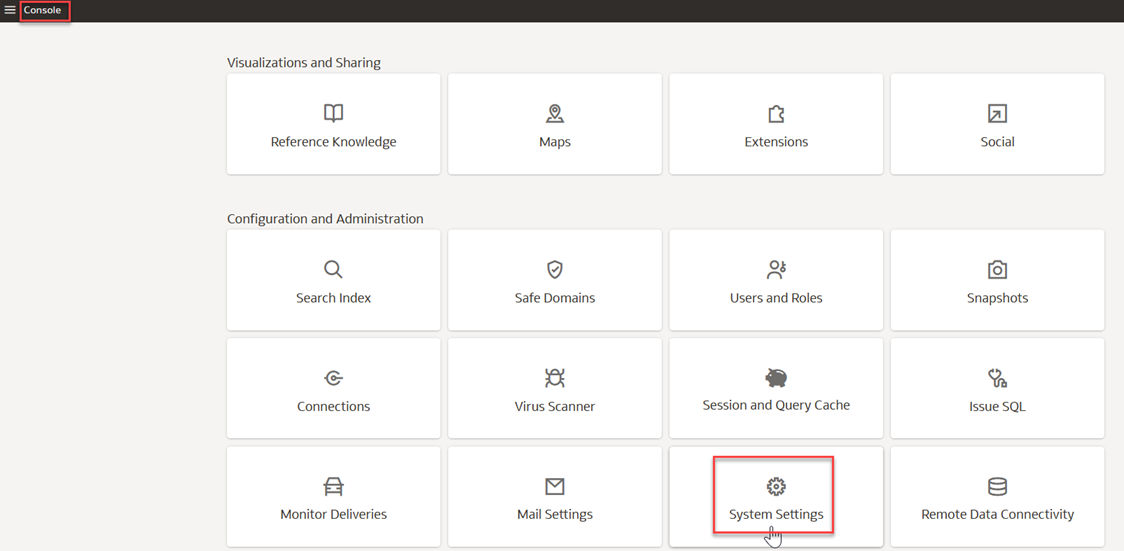 Console
Visualizations and Sharing
Reference Knowledge
Maps
Extensions
Social
Configuration and Administration
Search Index
Safe Domains
Users and Roles
Snapshots
Connections
Virus Scanner
Session and Query Cache
Issue SQL
Monitor Deliveries
Mail Settings
System Settings
Remote Data Connectivity